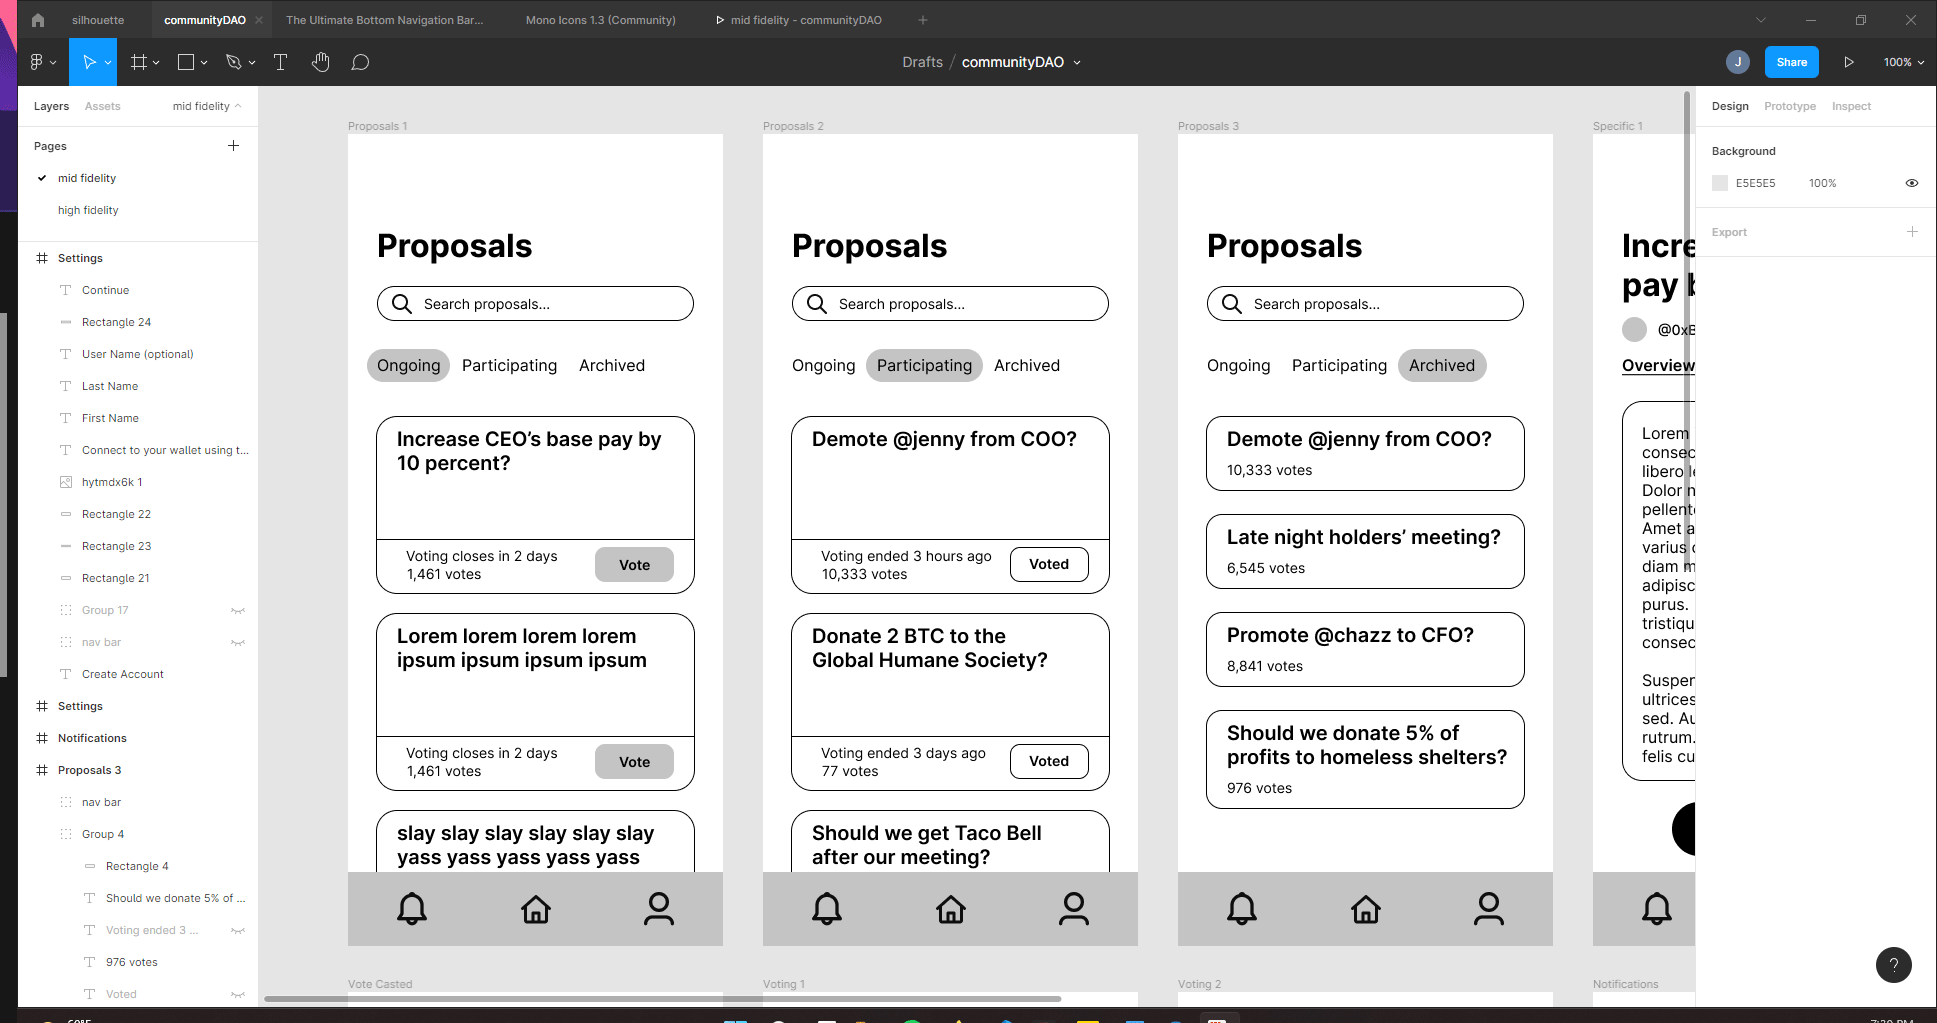 silhouette
communityDAO
The Ultimate Bottom Navigation Bar...
Mono Icons 1.3 (Community)
mid fidelity - communityDAO
Drafts / communityDAO
J
Share
100%
Layers
Assets
mid fidelity
Pages
mid fidelity
high fidelity
Settings
Continue
Rectangle 24
User Name (optional)
Last Name
First Name
Connect to your wallet using t...
hytmdx6k 1
Rectangle 22
Rectangle 23
Rectangle 21
Group 17
nav bar
Create Account
Settings
Notifications
Proposals 3
nav bar
Group 4
Rectangle 4
Should we donate 5% of ...
Voting ended 3 ...
976 votes
Voted
Proposals 1
Proposals
Search proposals...
Ongoing
Participating
Archived
Increase CEO’s base pay by
10 percent?
Voting closes in 2 days
1,461 votes
Vote
Lorem lorem lorem lorem
ipsum ipsum ipsum ipsum
Voting closes in 2 days
1,461 votes
Vote
slay slay slay slay slay slay
yass yass yass yass yass
Proposals 2
Proposals
Search proposals...
Ongoing
Participating
Archived
Demote @jenny from COO?
Voting ended 3 hours ago
10,333 votes
Voted
Donate 2 BTC to the
Global Humane Society?
Voting ended 3 days ago
77 votes
Voted
Should we get Taco Bell
after our meeting?
Proposals 3
Proposals
Search proposals...
Ongoing
Participating
Archived
Demote @jenny from COO?
10,333 votes
Late night holders’ meeting?
6,545 votes
Promote @chazz to CFO?
8,841 votes
Should we donate 5% of
profits to homeless shelters?
976 votes
Specific 1
Incre
pay b
@0xB
Overview
Lorem
consec
libero le
Dolor n
pellente
Amet a
varius
diam m
adipisc
purus.
tristiqu
consec
Susper
ultrices
sed. Au
rutrum.
felis cu
Vote Casted
Voting 1
Voting 2
Notifications
Design
Prototype
Inspect
Background
E5E5E5
100%
Export
?